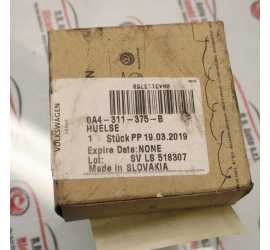 VOLKSWAGEN
0A4-311-375-B
HUELSE
1 Stück PP 19.03.2019
Expire Date: NONE
Lot: SV LS 518307
Made in SLOVAKIA